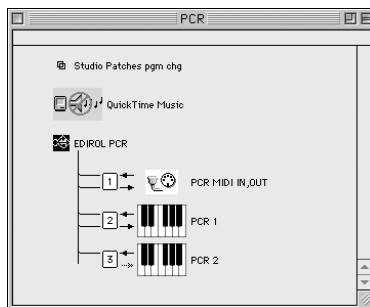 PCR
Studio Patches pgm chg
QuickTime Music
EDIROL PCR
1 PCR MIDI IN,OUT
2 PCR 1
3 PCR 2